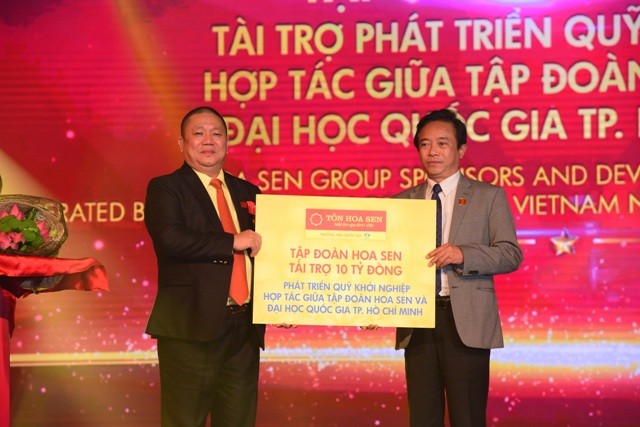 TÀI TRỢ PHÁT TRIỂN QUỸ
HỢP TÁC GIỮA TẬP ĐOÀN
ĐẠI HỌC QUỐC GIA TP.
SEN GROUP SPONSORS AND DEV
RATED B
VIETNAM N
TÔN HOA SEN
TẬP ĐOÀN HOA SEN
TÀI TRỢ 10 TỶ ĐỒNG
PHÁT TRIỂN QUỸ KHỞI NGHIỆP
HỢP TÁC GIỮA TẬP ĐOÀN HOA SEN VÀ
ĐẠI HỌC QUỐC GIA TP. HỒ CHÍ MINH